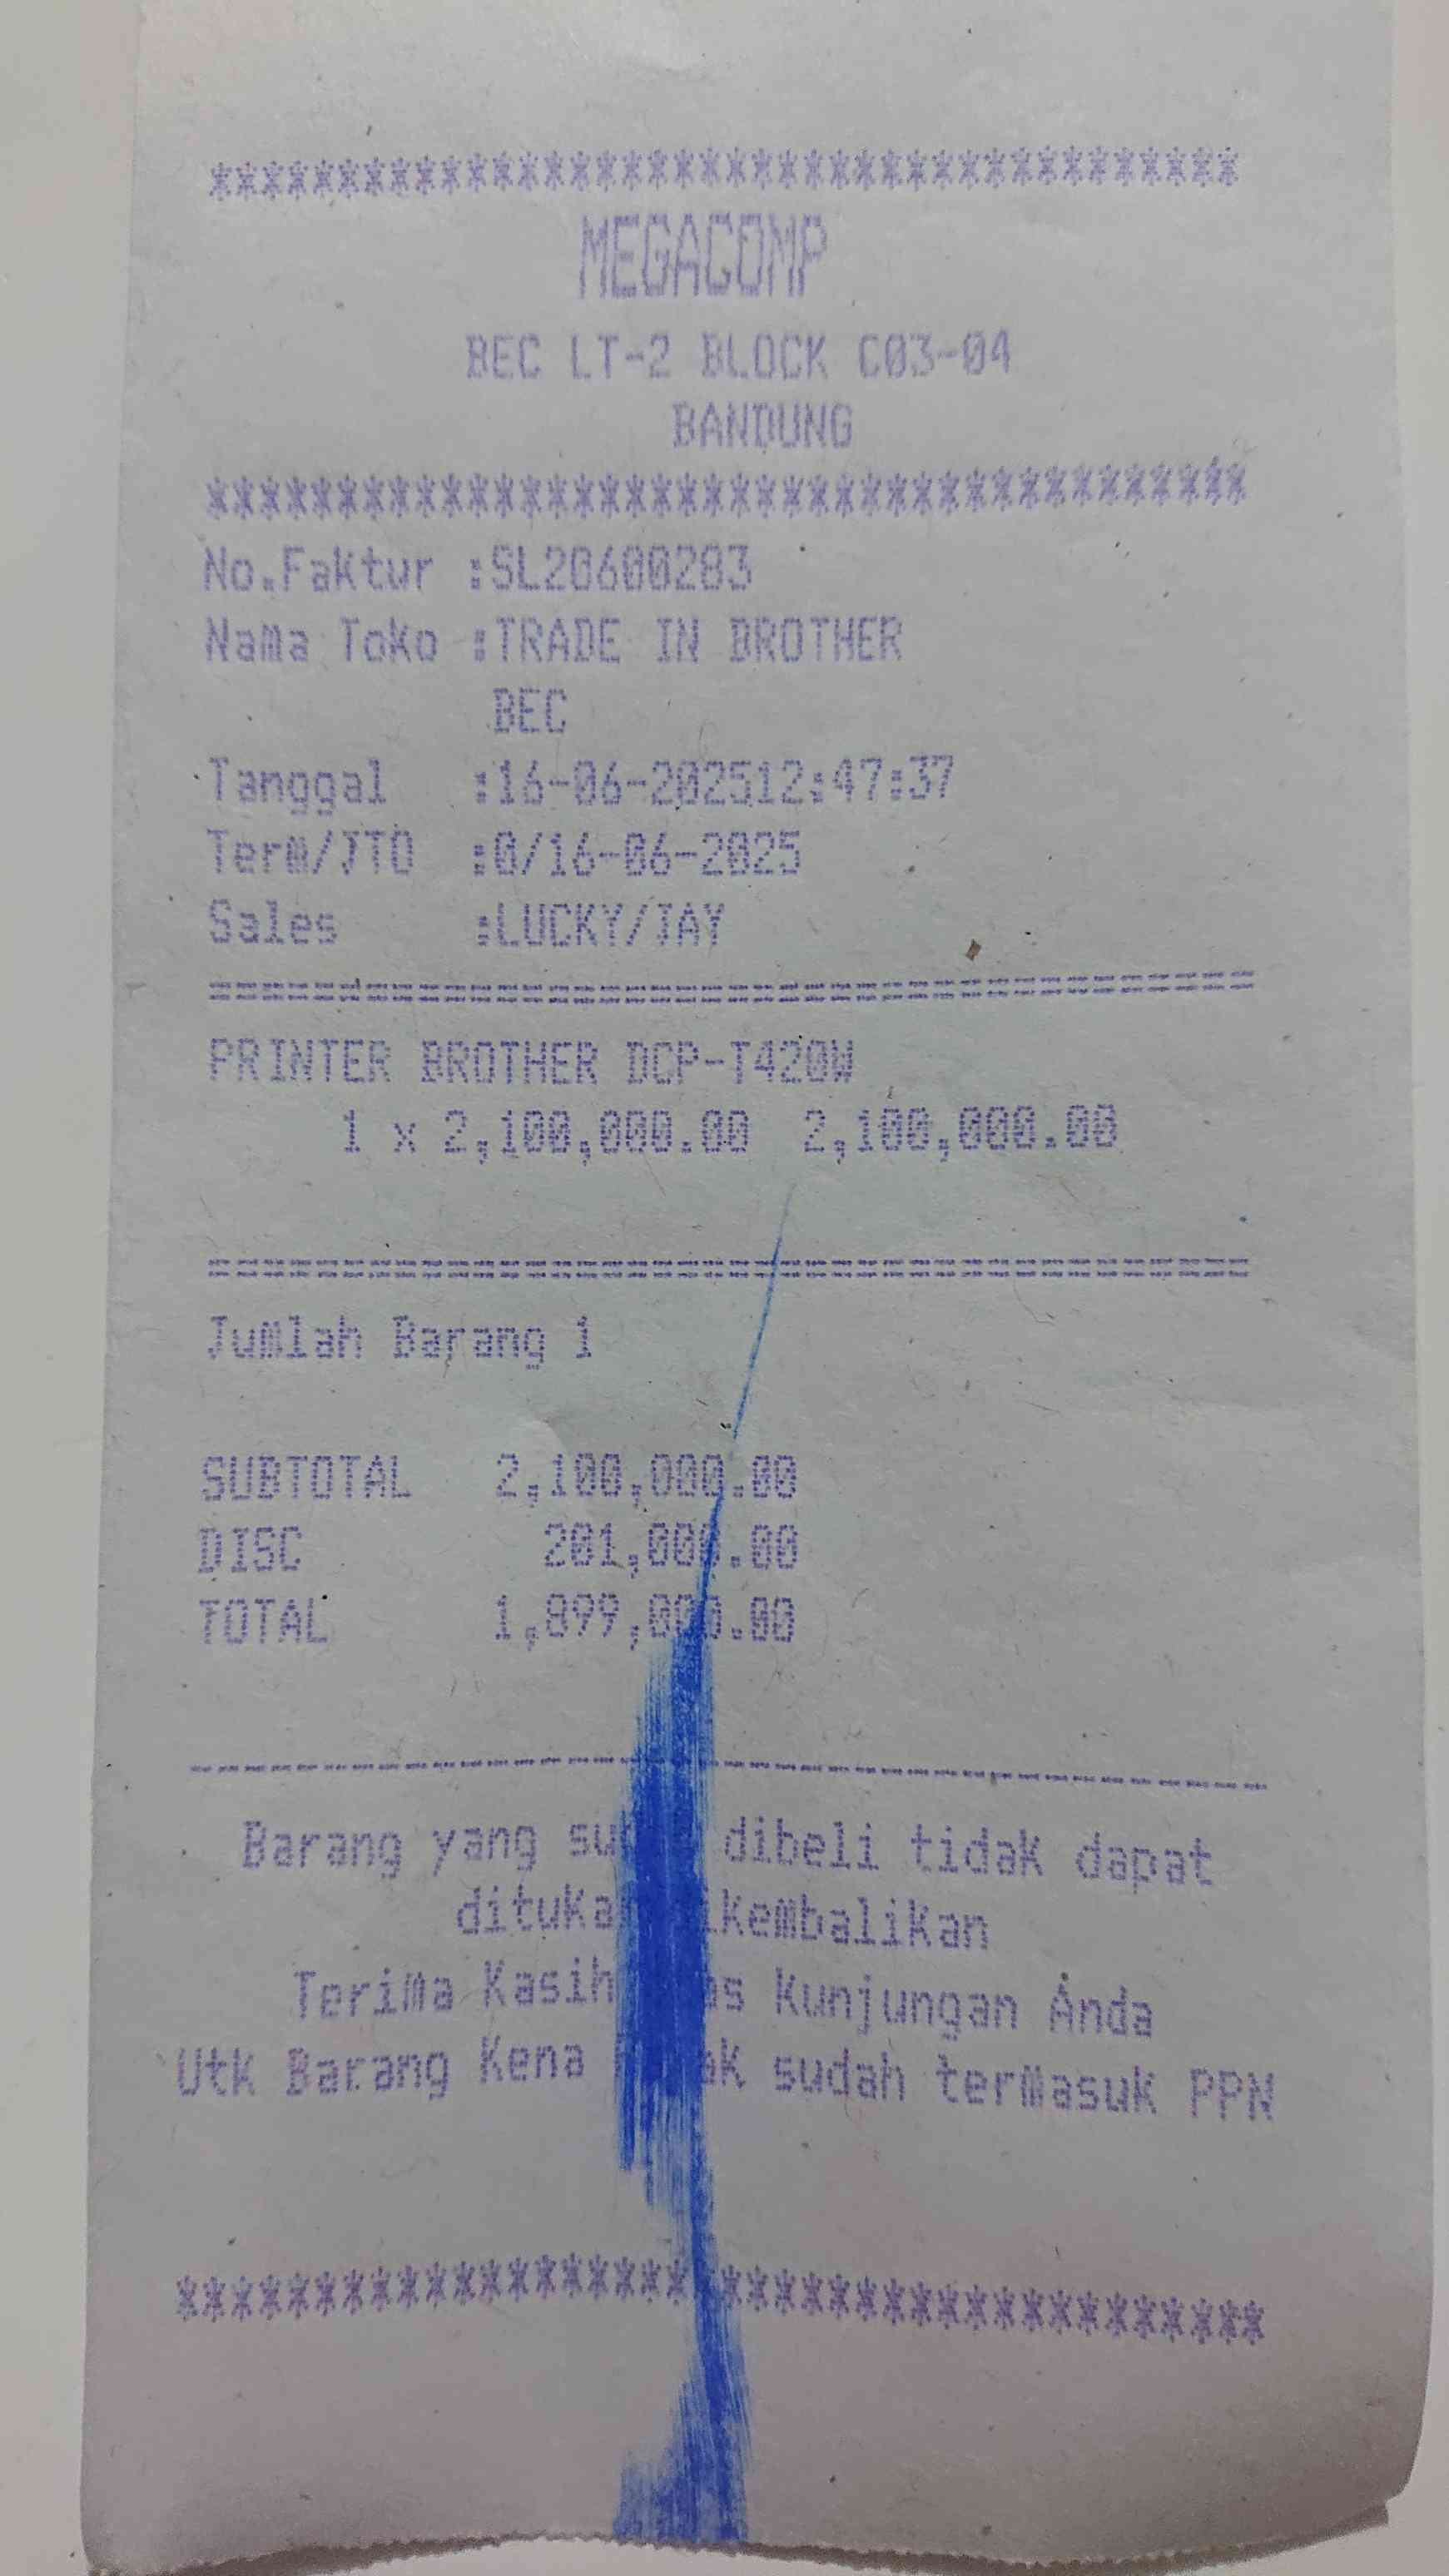 ****************************************
MEGACOMP
BEC LT-2 BLOCK C03-04
BANDUNG
****************************************
No.Faktur :SL20600283
Nama Toko :TRADE IN BROTHER
BEC
Tanggal :16-06-202512:47:37
Term/JTO :0/16-06-2025
Sales :LUCKY/JAY
========================================
PRINTER BROTHER DCP-T420W
1 x 2,100,000.00 2,100,000.00
========================================
Jumlah Barang 1
SUBTOTAL 2,100,000.00
DISC 201,000.00
TOTAL 1,899,000.00
----------------------------------------
Barang yang dibeli tidak dapat
Terima Kasih Kunjungan Anda
Utk Barang Kena sudah termasuk PPN
****************************************